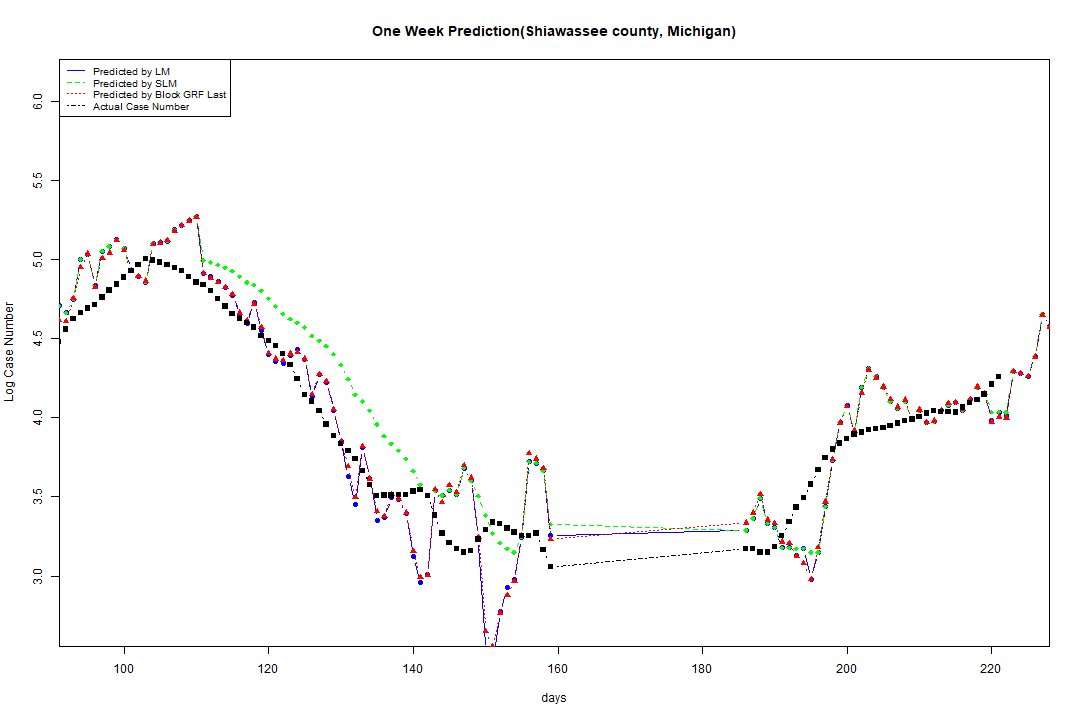 One Week Prediction(Shiawassee county, Michigan)
Predicted by LM
Predicted by SLM
Predicted by Block GRF Last
Actual Case Number
6.0
5.5
5.0
4.5
4.0
3.5
3.0
Log Case Number
100 120 140 160 180 200 220
days